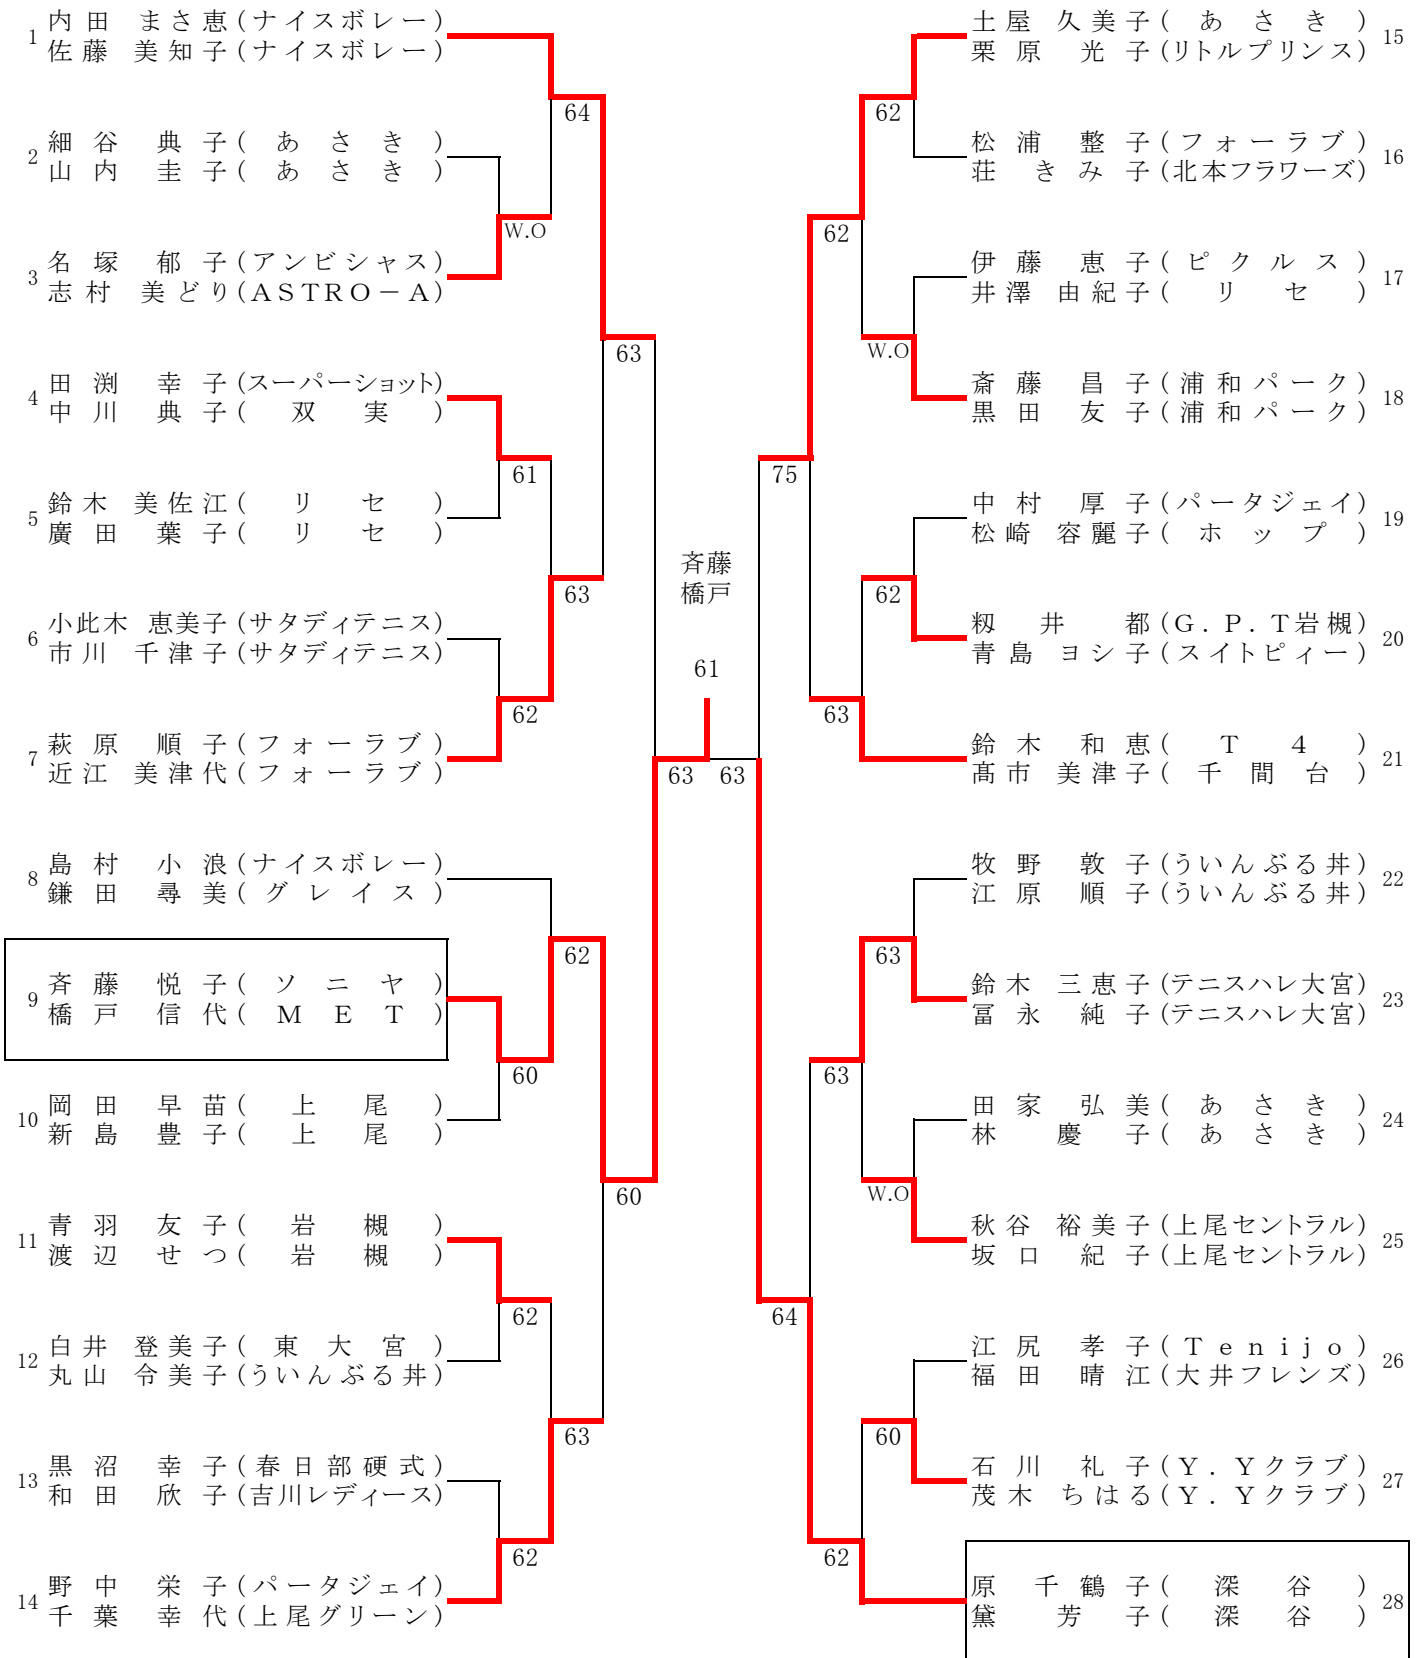 1 内田 まさ恵(ナイスボレー)
佐藤 美知子(ナイスボレー)
64
2 細谷 典子(あさき)
山内 圭子(あさき)
W.O
3 名塚 郁子(アンビシャス)
志村 美どり(ASTRO－A)
63
4 田渕 幸子(スーパーショット)
中川 典子(双実)
61
5 鈴木 美佐江(リセ)
廣田 葉子(リセ)
63
6 小此木 恵美子(サタディテニス)
市川 千津子(サタディテニス)
62
7 萩原 順子(フォーラブ)
近江 美津代(フォーラブ)
8 島村 小浪(ナイスボレー)
鎌田 尋美(グレイス)
62
9 斉藤 悦子(ソニヤ)
橋戸 信代(MET)
60
10 岡田 早苗(上尾)
新島 豊子(上尾)
60
11 青羽 友子(岩槻)
渡辺 せつ(岩槻)
62
12 白井 登美子(東大宮)
丸山 令美子(ういんぶる丼)
63
13 黒沼 幸子(春日部硬式)
和田 欣子(吉川レディース)
62
14 野中 栄子(パータジェイ)
千葉 幸代(上尾グリーン)
斉藤
橋戸
61
63 63
土屋 久美子(あさき) 15
栗原 光子(リトルプリンス)
62
松浦 整子(フォーラブ) 16
荘 きみ子(北本フラワーズ)
62
伊藤 恵子(ピクルス) 17
井澤 由紀子(リセ)
W.O
斎藤 昌子(浦和パーク) 18
黒田 友子(浦和パーク)
75
中村 厚子(パータジェイ) 19
松崎 容麗子(ホップ)
62
籾井 都(G．P．T岩槻) 20
青島 ヨシ子(スイトピィー)
63
鈴木 和恵(T4) 21
髙市 美津子(千間台)
牧野 敦子(ういんぶる丼) 22
江原 順子(ういんぶる丼)
63
鈴木 三恵子(テニスハレ大宮) 23
冨永 純子(テニスハレ大宮)
63
田家 弘美(あさき) 24
林 慶子(あさき)
W.O
秋谷 裕美子(上尾セントラル) 25
坂口 紀子(上尾セントラル)
64
江尻 孝子(Tenijo) 26
福田 晴江(大井フレンズ)
60
石川 礼子(Y．Yクラブ) 27
茂木 ちはる(Y．Yクラブ)
62
原 千鶴子(深谷) 28
黛 芳子(深谷)